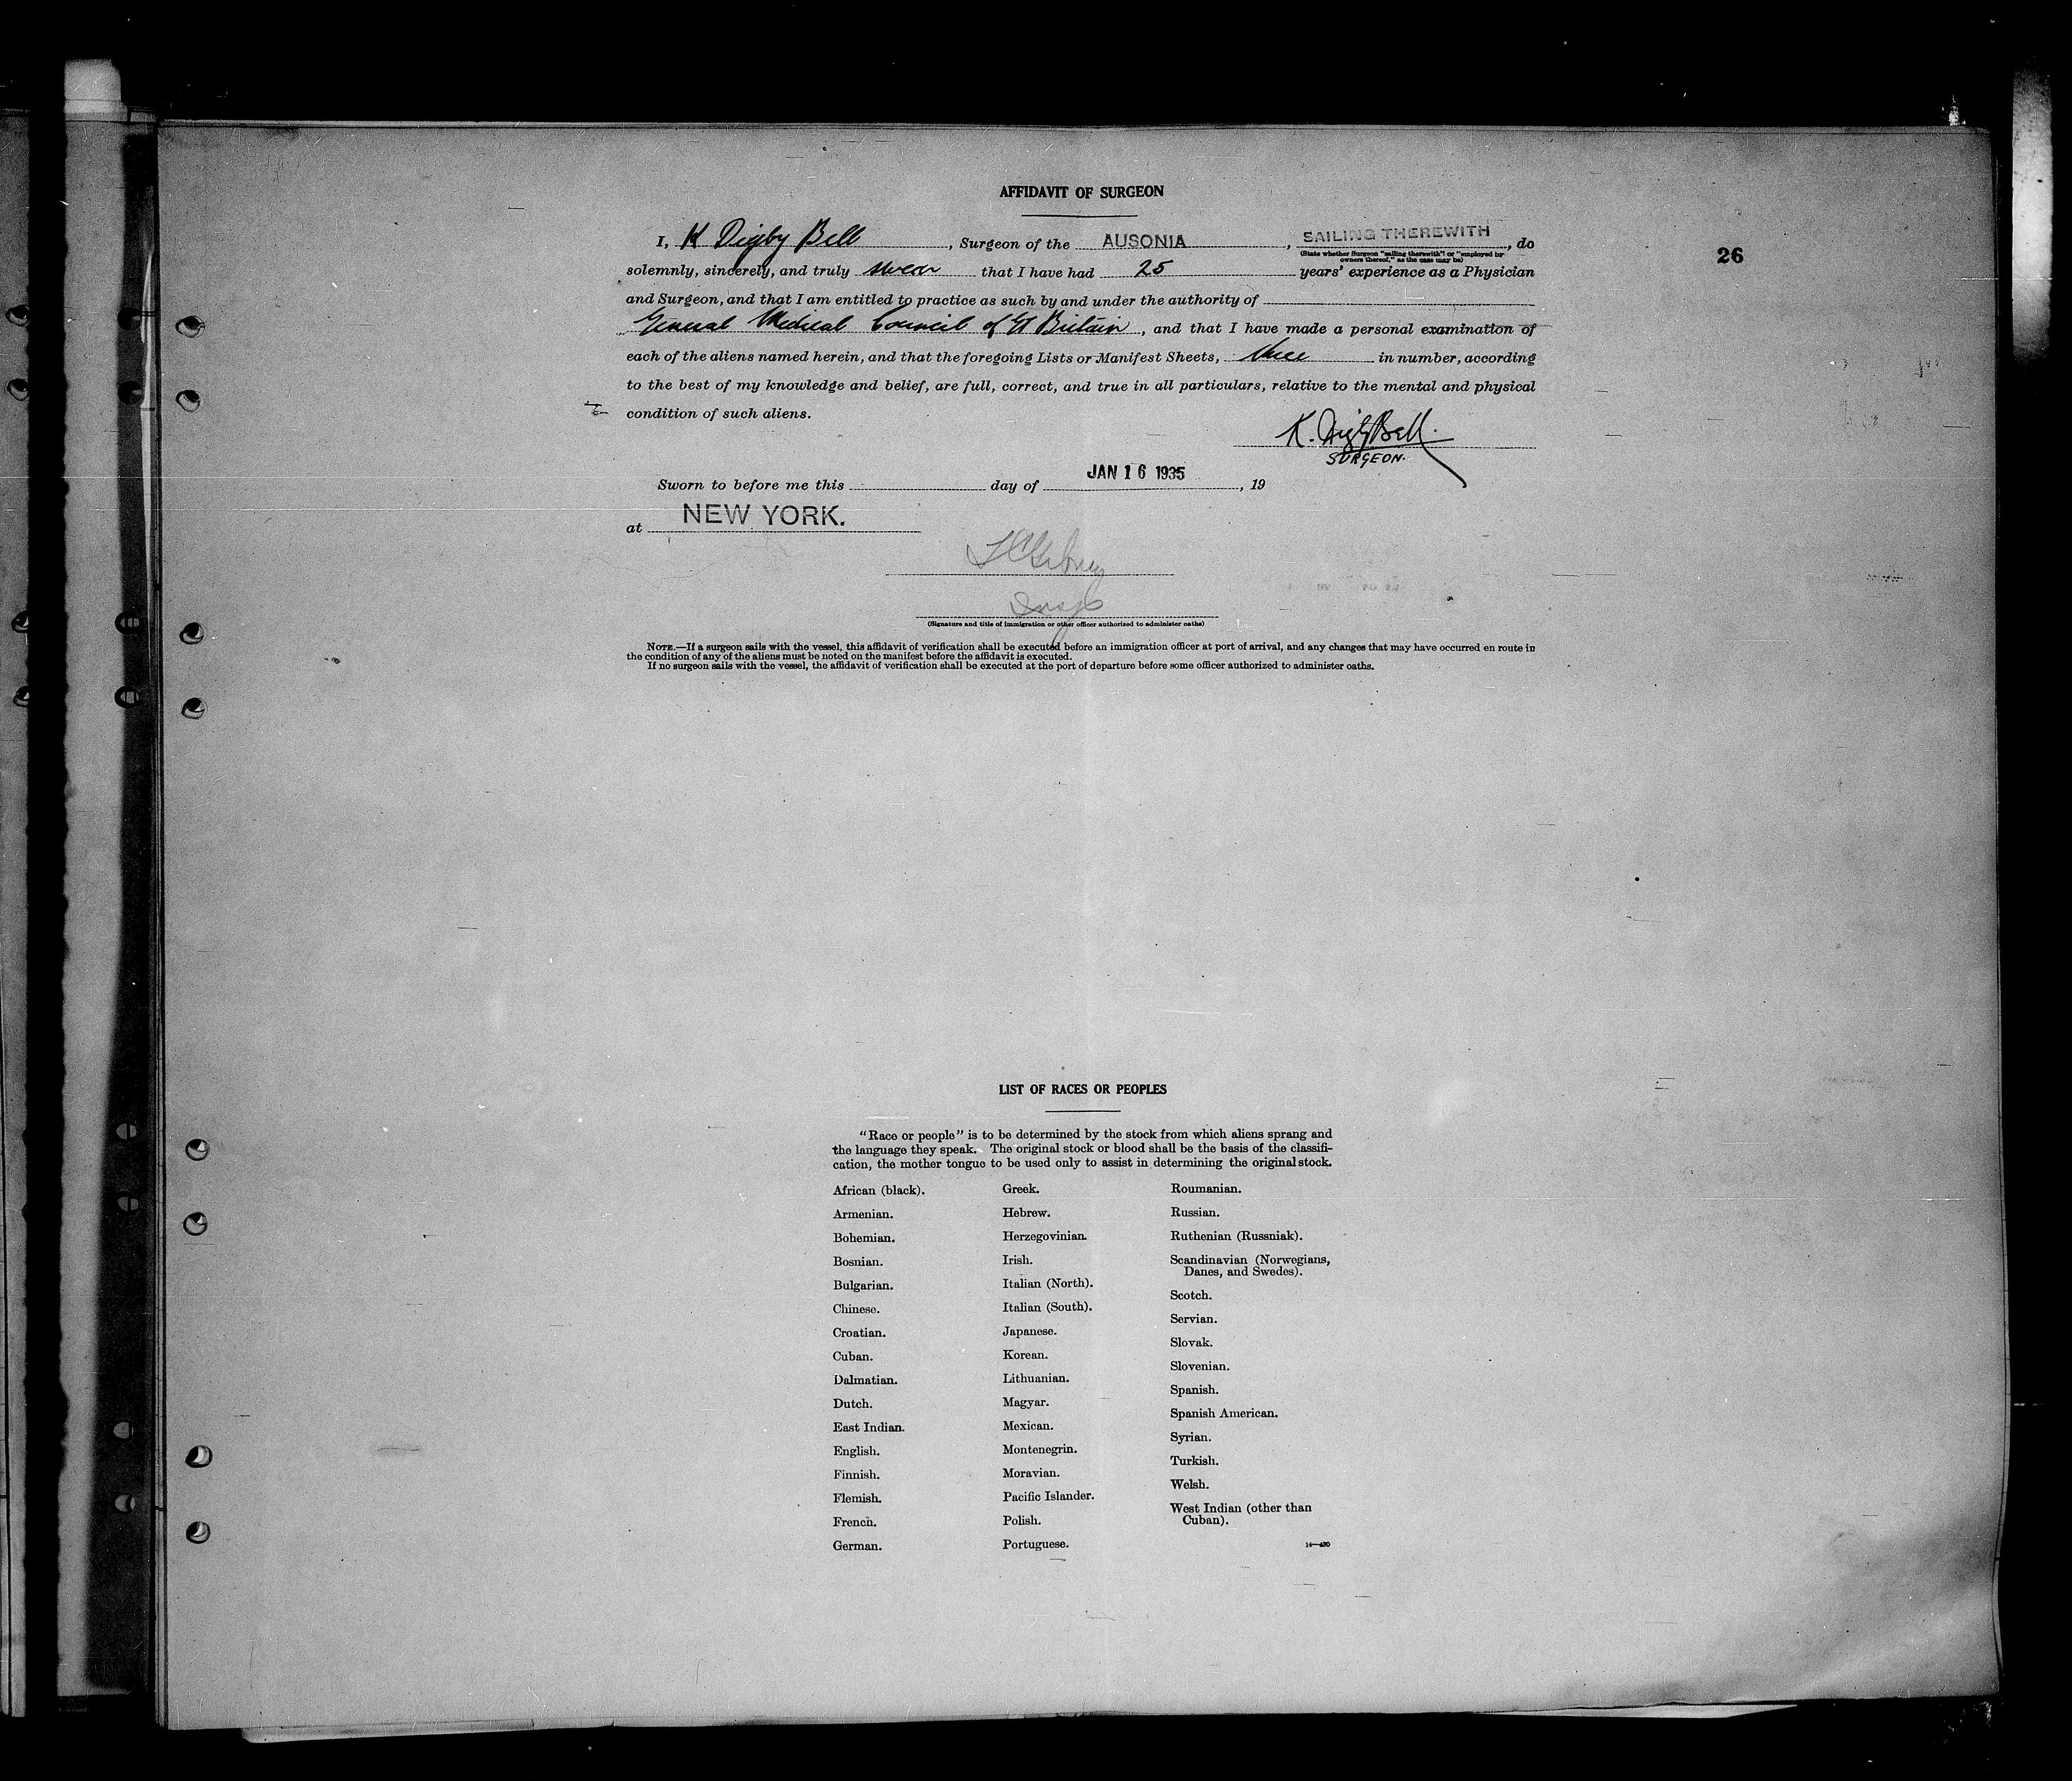 AFFIDAVIT OF SURGEON
I, K Digby Bell, Surgeon of the AUSONIA, SAILING THEREWITH, do
(State whether Surgeon "sailing therewith" or "employed by
owners thereof," as the case may be)
26
solemnly, sincerely, and truly swear that I have had 25 years' experience as a Physician
and Surgeon, and that I am entitled to practice as such by and under the authority of
General Medical Council of Gt Britain, and that I have made a personal examination of
each of the aliens named herein, and that the foregoing Lists or Manifest Sheets, three in number, according
to the best of my knowledge and belief, are full, correct, and true in all particulars, relative to the mental and physical
condition of such aliens.
K. Digby Bell.
SURGEON.
JAN 16 1935
Sworn to before me this day of , 19
at NEW YORK.
Insp
(Signature and title of immigration or other officer authorized to administer oaths)
NOTE.—If a surgeon sails with the vessel, this affidavit of verification shall be executed before an immigration officer at port of arrival, and any changes that may have occurred en route in
the condition of any of the aliens must be noted on the manifest before the affidavit is executed.
If no surgeon sails with the vessel, the affidavit of verification shall be executed at the port of departure before some officer authorized to administer oaths.
LIST OF RACES OR PEOPLES
"Race or people" is to be determined by the stock from which aliens sprang and
the language they speak. The original stock or blood shall be the basis of the classifi-
cation, the mother tongue to be used only to assist in determining the original stock.
African (black).
Armenian.
Bohemian.
Bosnian.
Bulgarian.
Chinese.
Croatian.
Cuban.
Dalmatian.
Dutch.
East Indian.
English.
Finnish.
Flemish.
French.
German.
Greek.
Hebrew.
Herzegovinian.
Irish.
Italian (North).
Italian (South).
Japanese.
Korean.
Lithuanian.
Magyar.
Mexican.
Montenegrin.
Moravian.
Pacific Islander.
Polish.
Portuguese.
Roumanian.
Russian.
Ruthenian (Russniak).
Scandinavian (Norwegians,
Danes, and Swedes).
Scotch.
Servian.
Slovak.
Slovenian.
Spanish.
Spanish American.
Syrian.
Turkish.
Welsh.
West Indian (other than
Cuban).